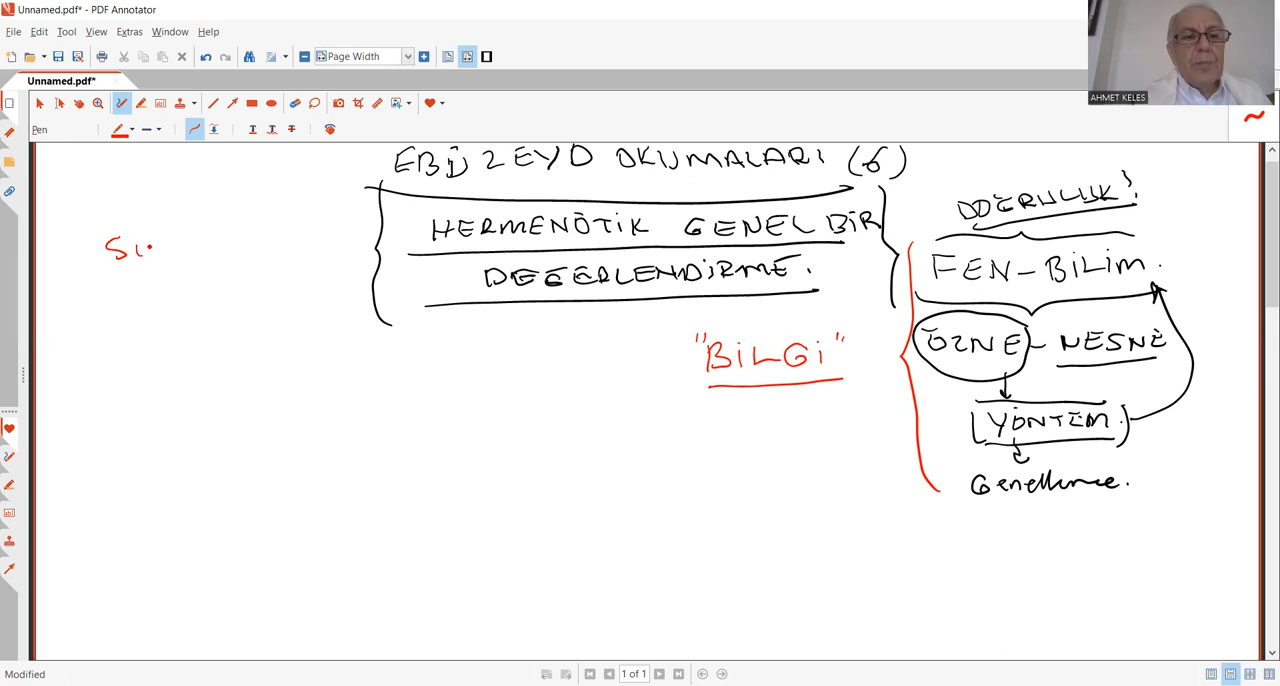 Unnamed.pdf* - PDF Annotator
File Edit Tool View Extras Window Help
Page Width
Unnamed.pdf*
Pen
AHMET KELES
EBÛ ZEYD OKUMALARI (6)
HERMENÖTİK GENEL BİR
DEĞERLENDİRME.
DOĞRULUK!
FEN-BİLİM.
ÖZNE - NESNE
YÖNTEM.
Genelleme.
"BİLGİ"
Modified
1 of 1